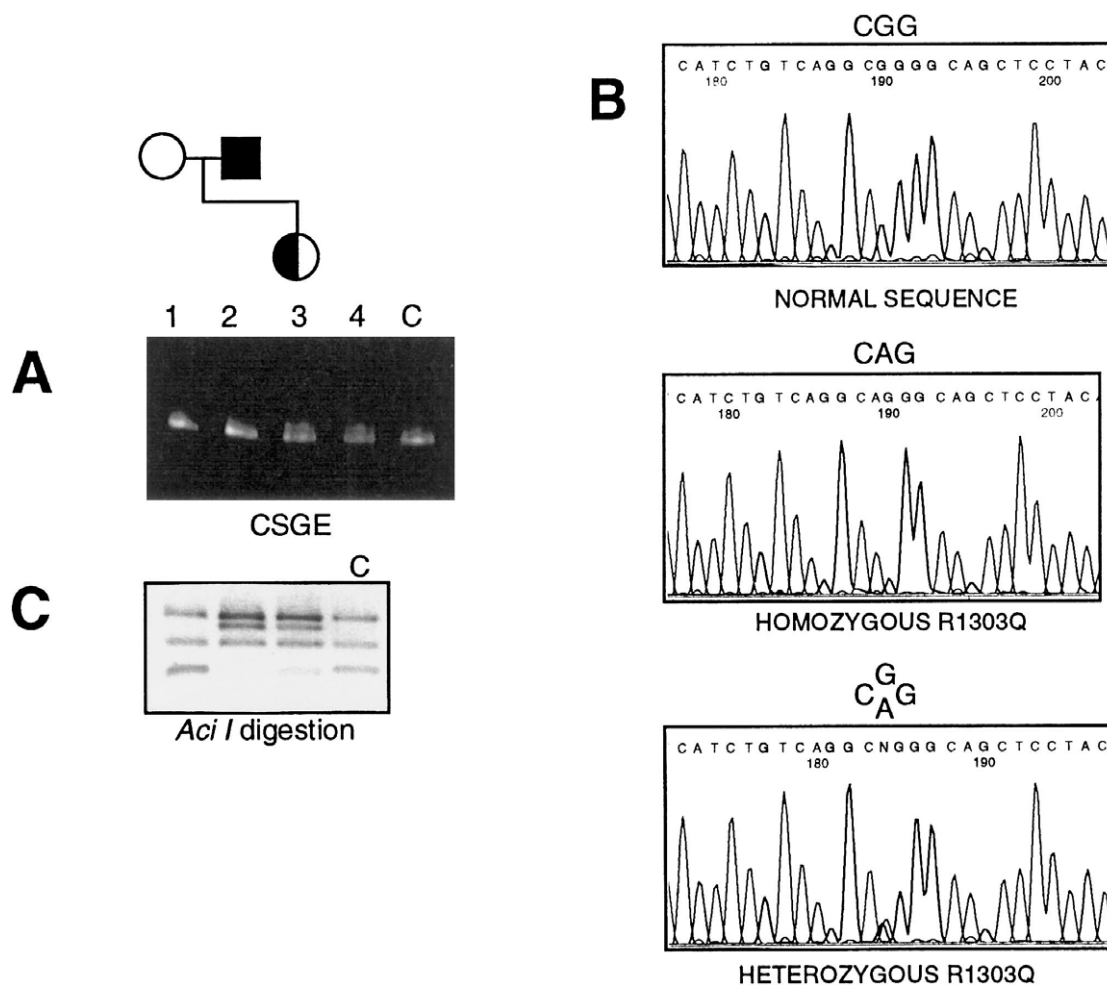 1 2 3 4 C
A
CSGE
C
C
Aci I digestion
B
CGG
C A T C T G T C A G G C G G G G C A G C T C C T A C
180 190 200
NORMAL SEQUENCE
CAG
C A T C T G T C A G G C A G G G C A G C T C C T A C A
180 190 200
HOMOZYGOUS R1303Q
G
C G
A
C A T C T G T C A G G C N G G G C A G C T C C T A C
180 190
HETEROZYGOUS R1303Q